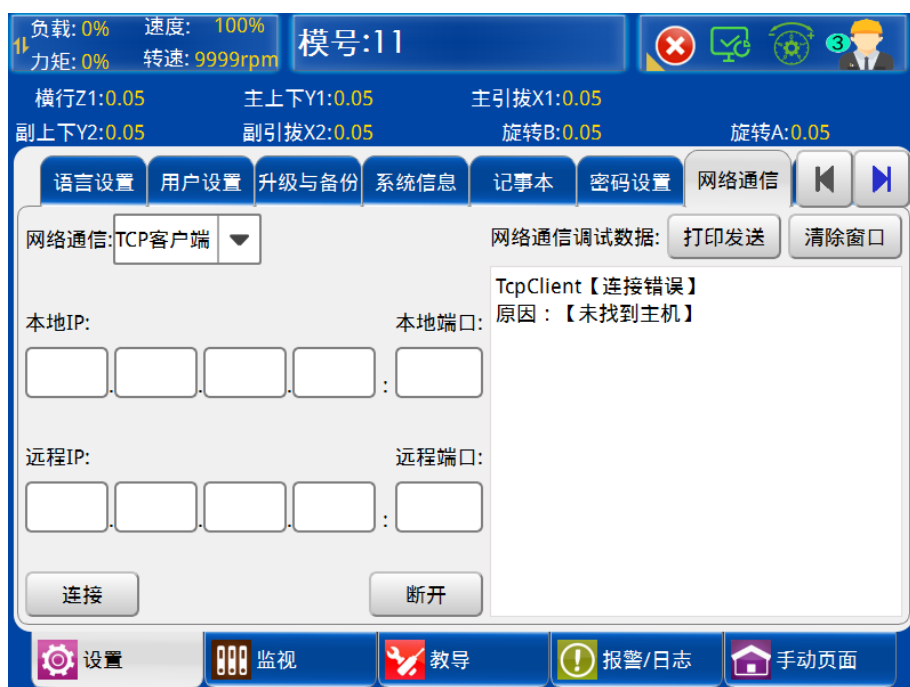 负载: 0% 速度: 100%
力矩: 0% 转速: 9999rpm
模号:11
3
横行Z1:0.05 主上下Y1:0.05 主引拔X1:0.05
副上下Y2:0.05 副引拔X2:0.05 旋转B:0.05 旋转A:0.05
语言设置 用户设置 升级与备份 系统信息 记事本 密码设置 网络通信
网络通信:TCP客户端
网络通信调试数据: 打印发送 清除窗口
TcpClient【连接错误】
原因：【未找到主机】
本地IP: 本地端口:
. . . :
远程IP: 远程端口:
. . . :
连接 断开
设置 监视 教导 报警/日志 手动页面